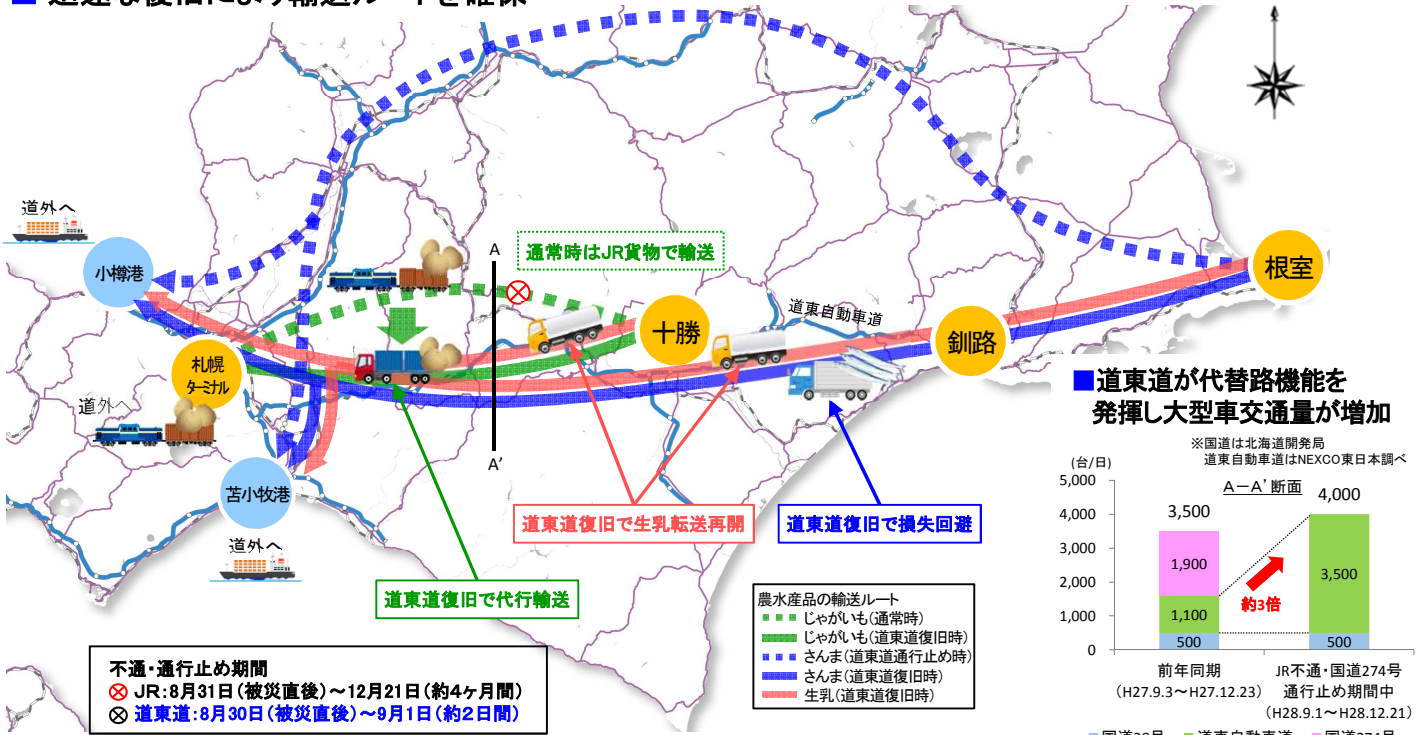 道外へ
小樽港
通常時はJR貨物で輸送
A
根室
十勝
道東自動車道
釧路
札幌
ターミナル
道外へ
A'
苫小牧港
道外へ
道東道復旧で生乳転送再開
道東道復旧で損失回避
道東道復旧で代行輸送
農水産品の輸送ルート
じゃがいも(通常時)
じゃがいも(道東道復旧時)
さんま(道東道通行止め時)
さんま(道東道復旧時)
生乳(道東道復旧時)
不通・通行止め期間
JR:8月31日(被災直後)~12月21日(約4ヶ月間)
道東道:8月30日(被災直後)~9月1日(約2日間)
■道東道が代替路機能を
発揮し大型車交通量が増加
※国道は北海道開発局
道東自動車道はNEXCO東日本調べ
(台/日)
A-A'断面
5,000
4,000
3,000
2,000
1,000
0
3,500
1,900
1,100
500
約3倍
4,000
3,500
500
前年同期
(H27.9.3~H27.12.23)
JR不通・国道274号
通行止め期間中
(H28.9.1~H28.12.21)